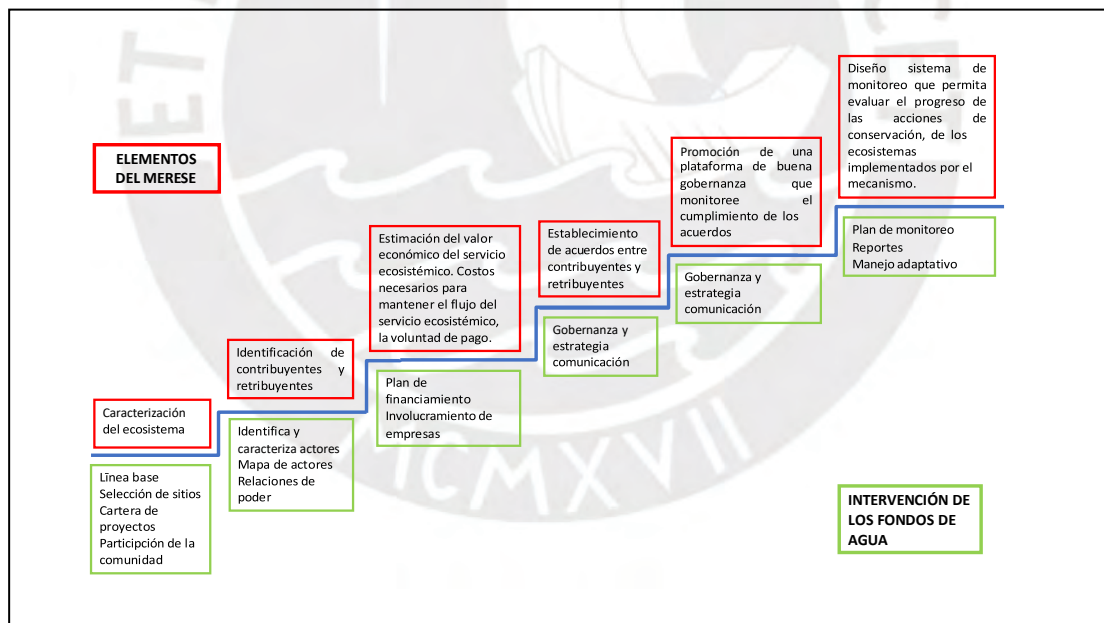 ELEMENTOS
DEL MERESE
Caracterización
del ecosistema
Línea base
Selección de sitios
Cartera de
proyectos
Participción de la
comunidad
Identificación de
contribuyentes y
retribuyentes
Identifica y
caracteriza actores
Mapa de actores
Relaciones de
poder
Estimación del valor
económico del servicio
ecosistémico. Costos
necesarios para
mantener el flujo del
servicio ecosistémico,
la voluntad de pago.
Plan de
financiamiento
Involucramiento de
empresas
Establecimiento
de acuerdos entre
contribuyentes y
retribuyentes
Gobernanza y
estrategia
comunicación
Promoción de una
plataforma de buena
gobernanza que
monitoree el
cumplimiento de los
acuerdos
Gobernanza y
estrategia
comunicación
Diseño sistema de
monitoreo que permita
evaluar el progreso de
las acciones de
conservación, de los
ecosistemas
implementados por el
mecanismo.
Plan de monitoreo
Reportes
Manejo adaptativo
INTERVENCIÓN DE
LOS FONDOS DE
AGUA
ET
MCMXVII